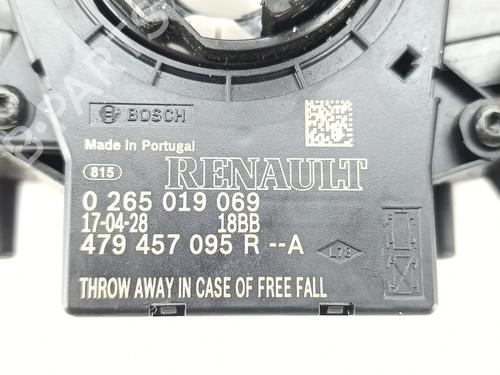 BOSCH
Made in Portugal
815 RENAULT
0 265 019 069
17-04-28 18BB
479 457 095 R --A
L73
THROW AWAY IN CASE OF FREE FALL